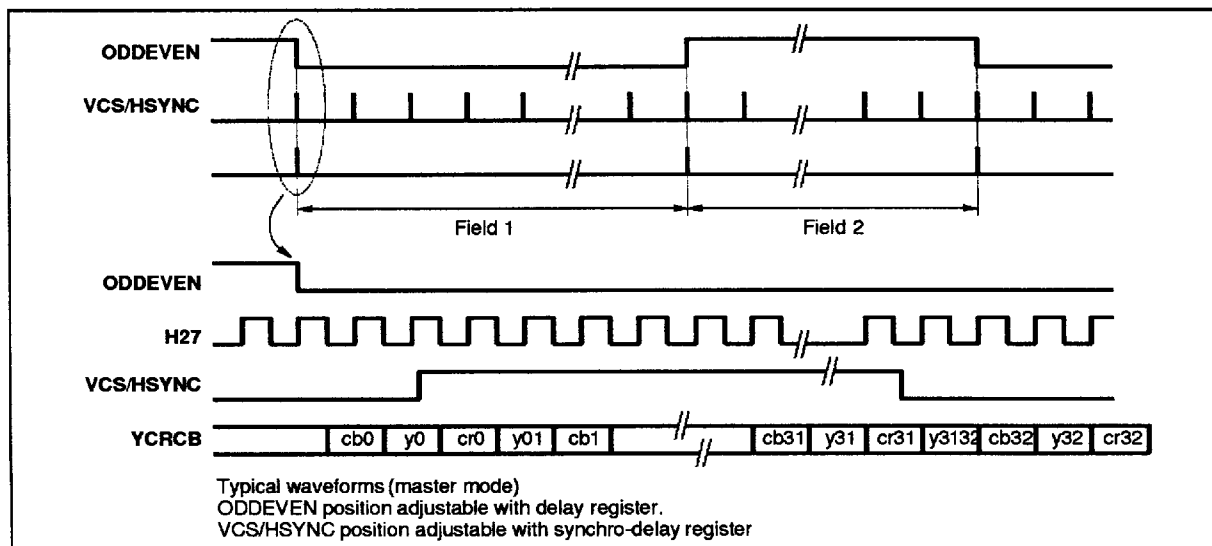 ODDEVEN
VCS/HSYNC
Field 1 Field 2
ODDEVEN
H27
VCS/HSYNC
YCRCB cb0 y0 cr0 y01 cb1 cb31 y31 cr31 y3132 cb32 y32 cr32
Typical waveforms (master mode)
ODDEVEN position adjustable with delay register.
VCS/HSYNC position adjustable with synchro-delay register